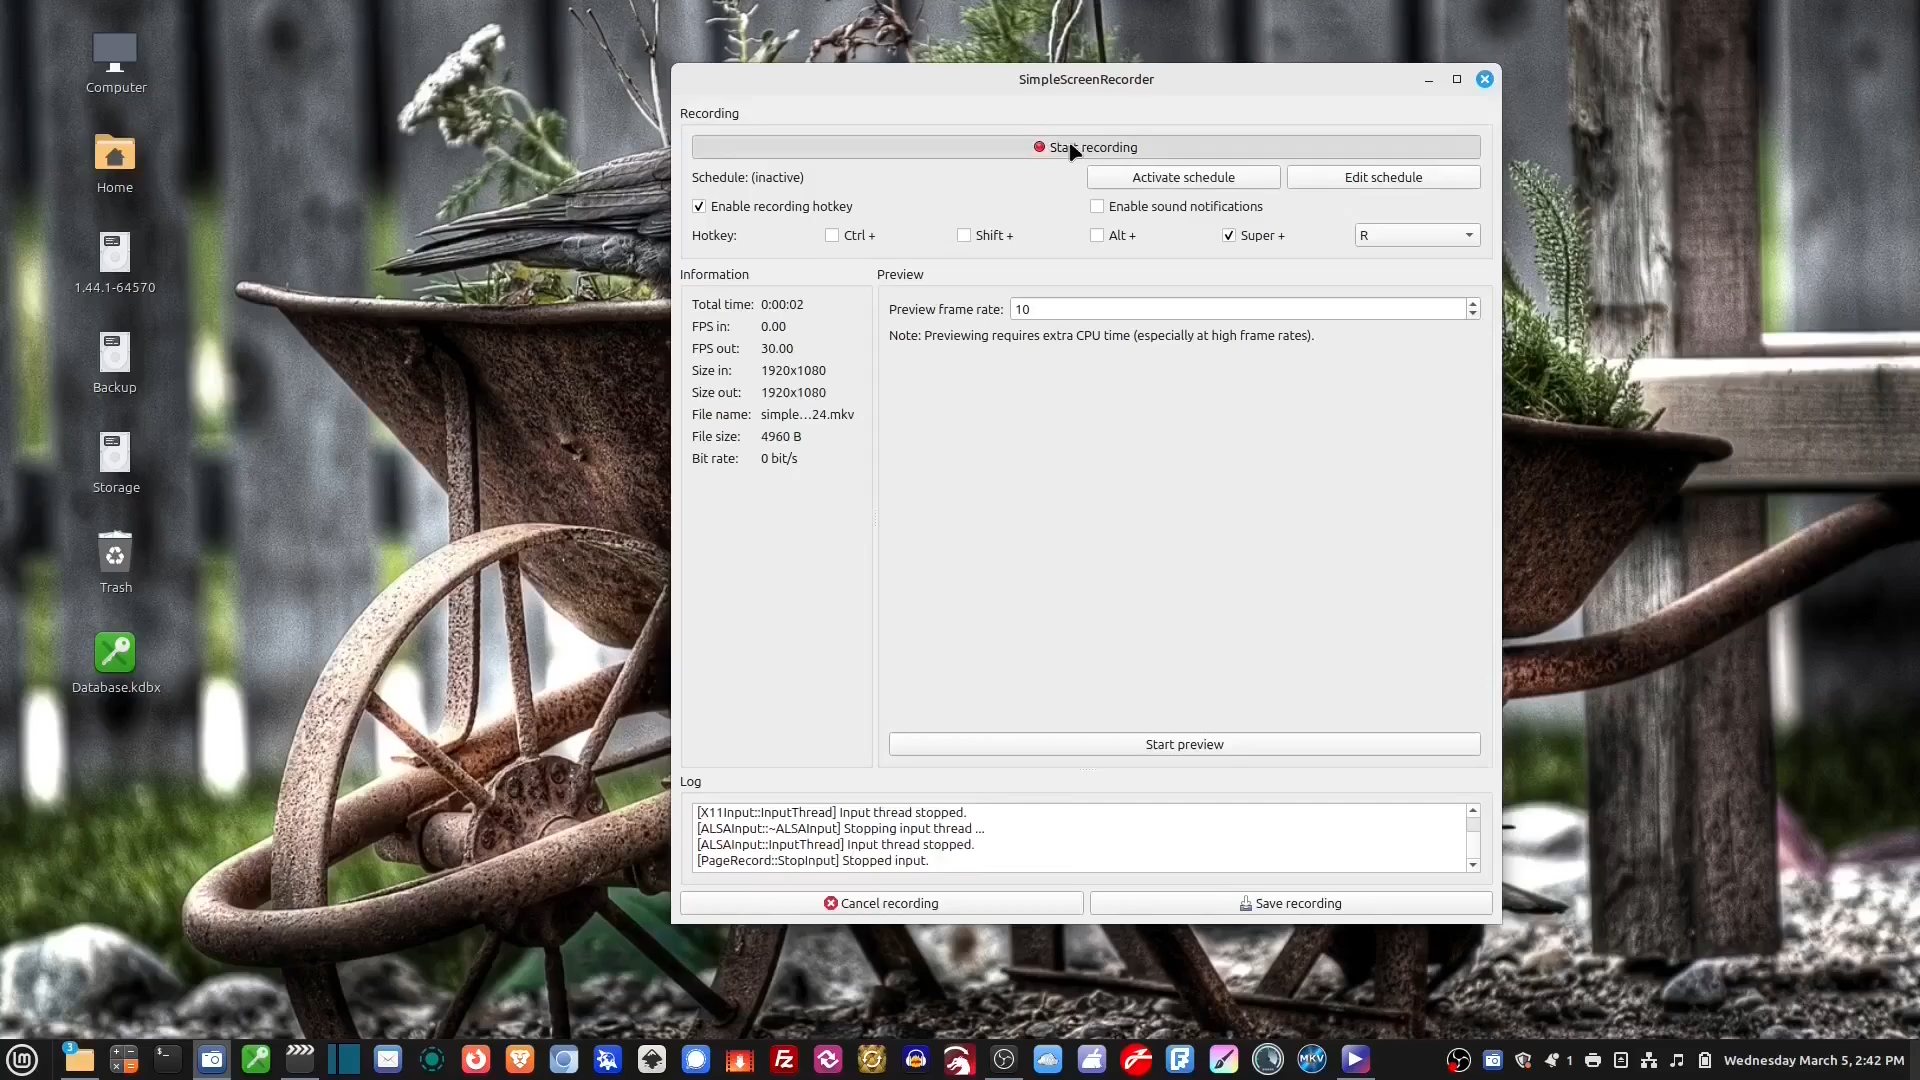 Computer
Home
1.44.1-64570
Backup
Storage
Trash
Database.kdbx
SimpleScreenRecorder
Recording
Start recording
Schedule: (inactive)
Activate schedule
Edit schedule
Enable recording hotkey
Enable sound notifications
Hotkey:
Ctrl +
Shift +
Alt +
Super +
R
Information
Total time: 0:00:02
FPS in: 0.00
FPS out: 30.00
Size in: 1920x1080
Size out: 1920x1080
File name: simple...24.mkv
File size: 4960 B
Bit rate: 0 bit/s
Preview
Preview frame rate: 10
Note: Previewing requires extra CPU time (especially at high frame rates).
Start preview
Log
[X11Input::InputThread] Input thread stopped.
[ALSAInput::~ALSAInput] Stopping input thread ...
[ALSAInput::InputThread] Input thread stopped.
[PageRecord::StopInput] Stopped input.
Cancel recording
Save recording
3
$_
FZ
MKV
1
Wednesday March 5, 2:42 PM